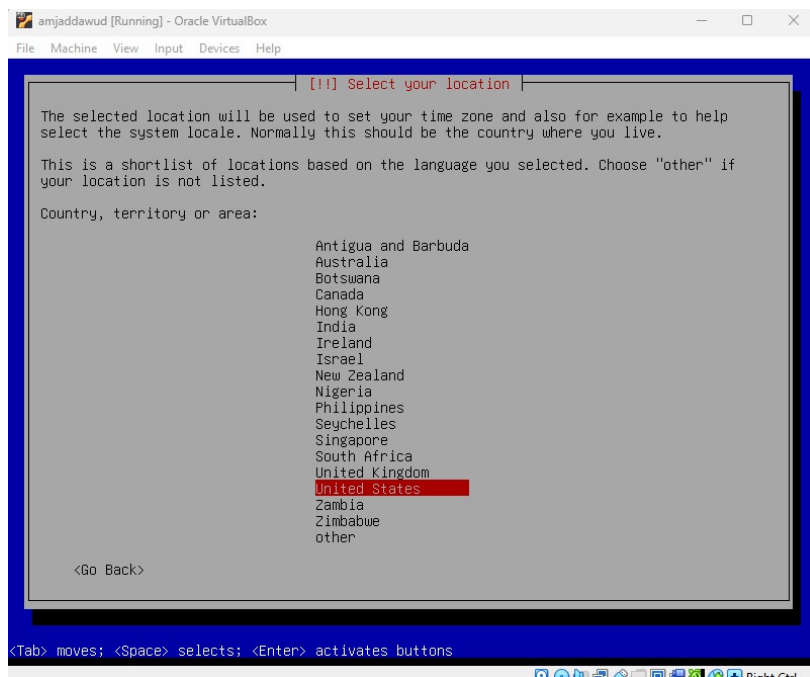 amjaddawud [Running] - Oracle VirtualBox
File Machine View Input Devices Help
[!!] Select your location
The selected location will be used to set your time zone and also for example to help
select the system locale. Normally this should be the country where you live.
This is a shortlist of locations based on the language you selected. Choose "other" if
your location is not listed.
Country, territory or area:
Antigua and Barbuda
Australia
Botswana
Canada
Hong Kong
India
Ireland
Israel
New Zealand
Nigeria
Philippines
Seychelles
Singapore
South Africa
United Kingdom
United States
Zambia
Zimbabwe
other
<Go Back>
<Tab> moves; <Space> selects; <Enter> activates buttons
Right Ctrl